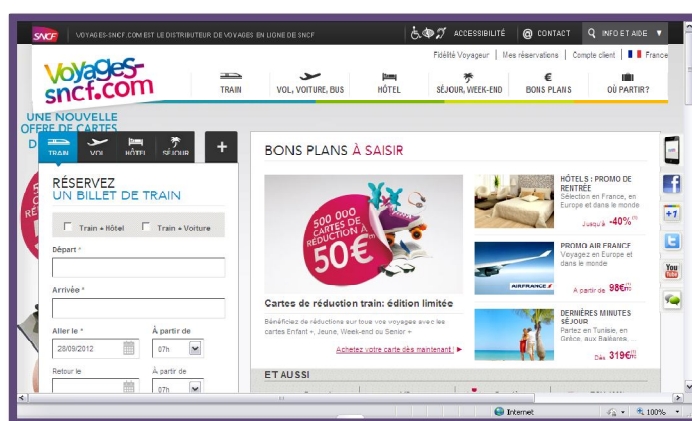 SNCF
VOYAGES-SNCF.COM EST LE DISTRIBUTEUR DE VOYAGES EN LIGNE DE SNCF
ACCESSIBILITÉ
@ CONTACT
INFO ET AIDE
Fidélité Voyageur | Mes réservations | Compte client | France
Voyages-
sncf.com
TRAIN
VOL, VOITURE, BUS
HÔTEL
SÉJOUR, WEEK-END
€
BONS PLANS
OÙ PARTIR?
UNE NOUVELLE
OFFRE DE CARTES
D
TRAIN
VOL
HÔTEL
SÉJOUR
+
RÉSERVEZ
UN BILLET DE TRAIN
Train + Hôtel
Train + Voiture
Départ *
Arrivée *
Aller le *
À partir de
28/09/2012
07h
Retour le
À partir de
07h
BONS PLANS À SAISIR
500 000
CARTES DE
RÉDUCTION À
50€
Cartes de réduction train: édition limitée
Bénéficiez de réductions sur tous vos voyages avec les
cartes Enfant +, Jeune, Week-end ou Senior +
Achetez votre carte dès maintenant !
HÔTELS : PROMO DE
RENTRÉE
Sélection en France, en
Europe et dans le monde
Jusqu'à -40%
AIRFRANCE
PROMO AIR FRANCE
Voyagez en Europe et
dans le monde
A partir de 98€
DERNIÈRES MINUTES
SÉJOUR
Partez en Tunisie, en
Grèce, aux Baléares, ...
Dès 319€
ET AUSSI
f
+1
You
Tube
Internet
100%